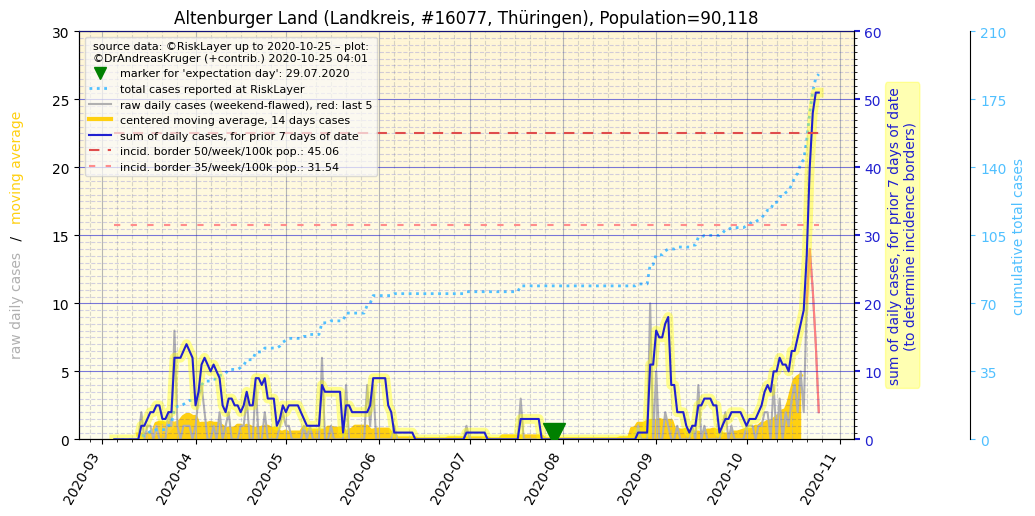 Altenburger Land (Landkreis, #16077, Thüringen), Population=90,118
source data: ©RiskLayer up to 2020-10-25 – plot:
©DrAndreasKruger (+contrib.) 2020-10-25 04:01
marker for 'expectation day': 29.07.2020
total cases reported at RiskLayer
raw daily cases (weekend-flawed), red: last 5
centered moving average, 14 days cases
sum of daily cases, for prior 7 days of date
incid. border 50/week/100k pop.: 45.06
incid. border 35/week/100k pop.: 31.54
raw daily cases / moving average
30
25
20
15
10
5
0
2020-03
2020-04
2020-05
2020-06
2020-07
2020-08
2020-09
2020-10
2020-11
60
50
40
30
20
10
0
sum of daily cases, for prior 7 days of date
(to determine incidence borders)
210
175
140
105
70
35
0
cumulative total cases